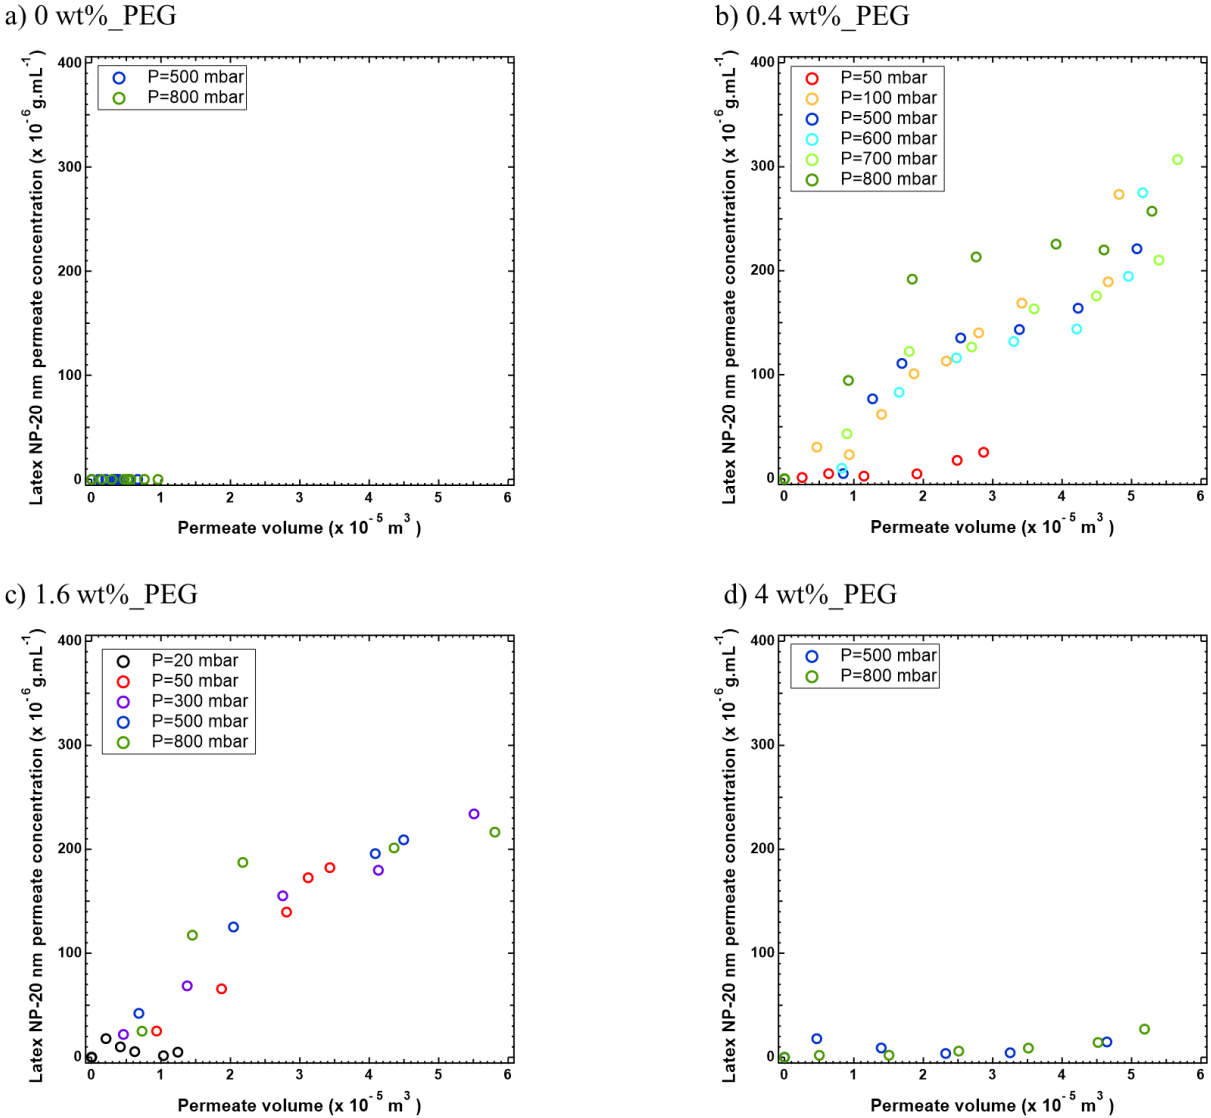 a) 0 wt%_PEG
400
300
200
100
0
0 1 2 3 4 5 6
P=500 mbar
P=800 mbar
Latex NP-20 nm permeate concentration (x 10⁻⁶ g.mL⁻¹)
Permeate volume (x 10⁻⁵ m³ )
b) 0.4 wt%_PEG
400
300
200
100
0
0 1 2 3 4 5 6
P=50 mbar
P=100 mbar
P=500 mbar
P=600 mbar
P=700 mbar
P=800 mbar
Latex NP-20 nm permeate concentration (x 10⁻⁶ g.mL⁻¹)
Permeate volume (x 10⁻⁵ m³ )
c) 1.6 wt%_PEG
400
300
200
100
0
0 1 2 3 4 5 6
P=20 mbar
P=50 mbar
P=300 mbar
P=500 mbar
P=800 mbar
Latex NP-20 nm permeate concentration (x 10⁻⁶ g.mL⁻¹)
Permeate volume (x 10⁻⁵ m³ )
d) 4 wt%_PEG
400
300
200
100
0
0 1 2 3 4 5 6
P=500 mbar
P=800 mbar
Latex NP-20 nm permeate concentration (x 10⁻⁶ g.mL⁻¹)
Permeate volume (x 10⁻⁵ m³ )